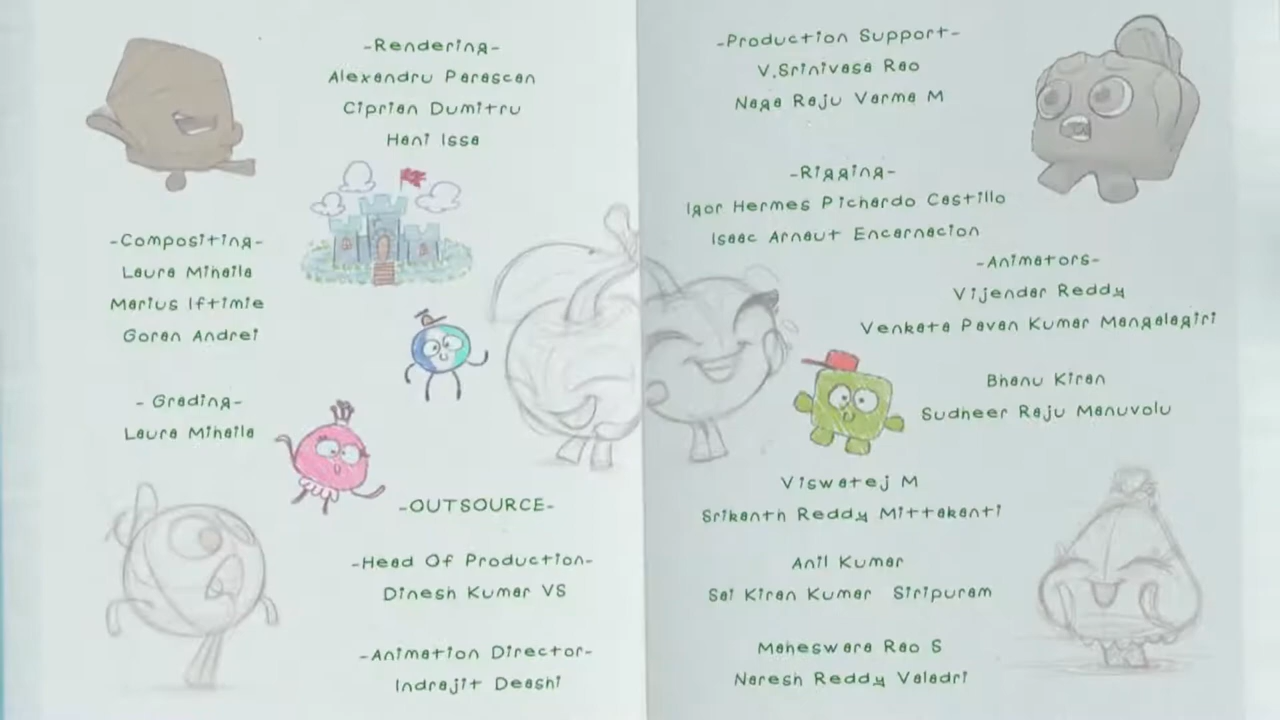 -Rendering-
Alexandru Parascan
Ciprian Dumitru
Hani Issa
-Compositing-
Laura Mihaila
Marius Iftimie
Goran Andrei
- Grading-
Laura Mihaila
-OUTSOURCE-
-Head Of Production-
Dinesh Kumar VS
-Animation Director-
Indrajit Deashi
-Production Support-
V.Srinivasa Rao
Naga Raju Varma M
-Rigging-
Igor Hermes Pichardo Castillo
Isaac Arnaut Encarnacion
-Animators-
Vijendar Reddy
Venkata Pavan Kumar Mangalagiri
Bhanu Kiran
Sudheer Raju Manuvolu
Viswatej M
Srikanth Reddy Mittakanti
Anil Kumar
Sai Kiran Kumar Siripuram
Maheswara Rao S
Naresh Reddy Valadri